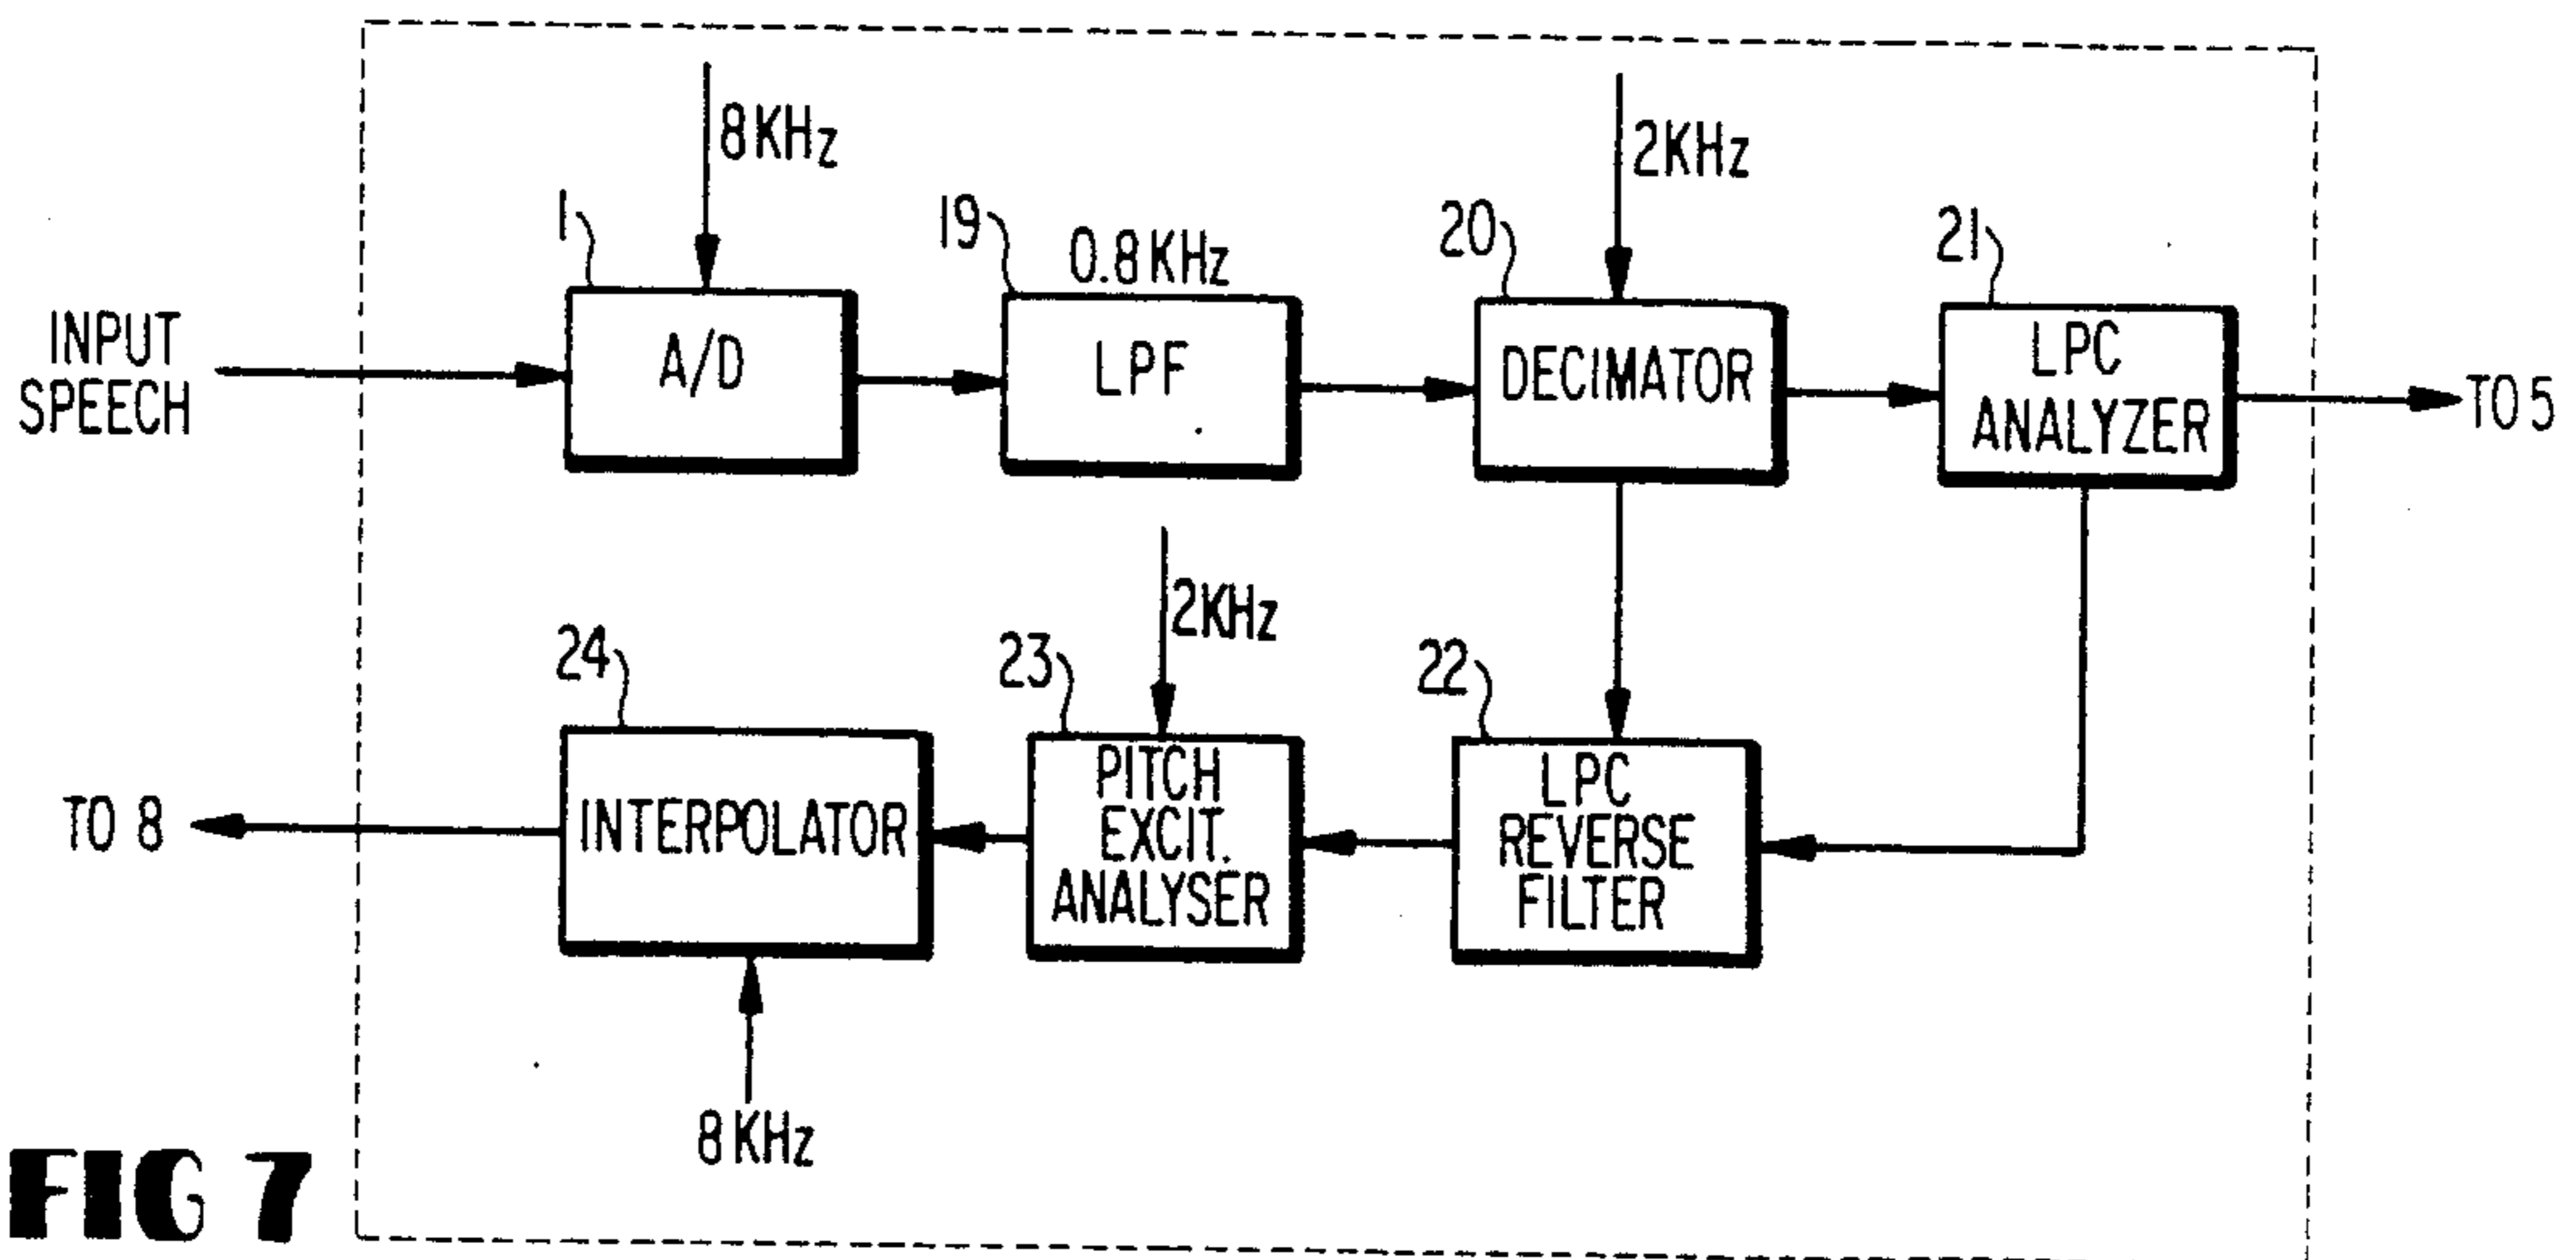 8KHz
2KHz
1
19
0.8KHz
20
21
INPUT
SPEECH
A/D
LPF
DECIMATOR
LPC
ANALYZER
TO 5
2KHz
24
23
22
TO 8
INTERPOLATOR
PITCH
EXCIT.
ANALYSER
LPC
REVERSE
FILTER
8KHz
FIG 7